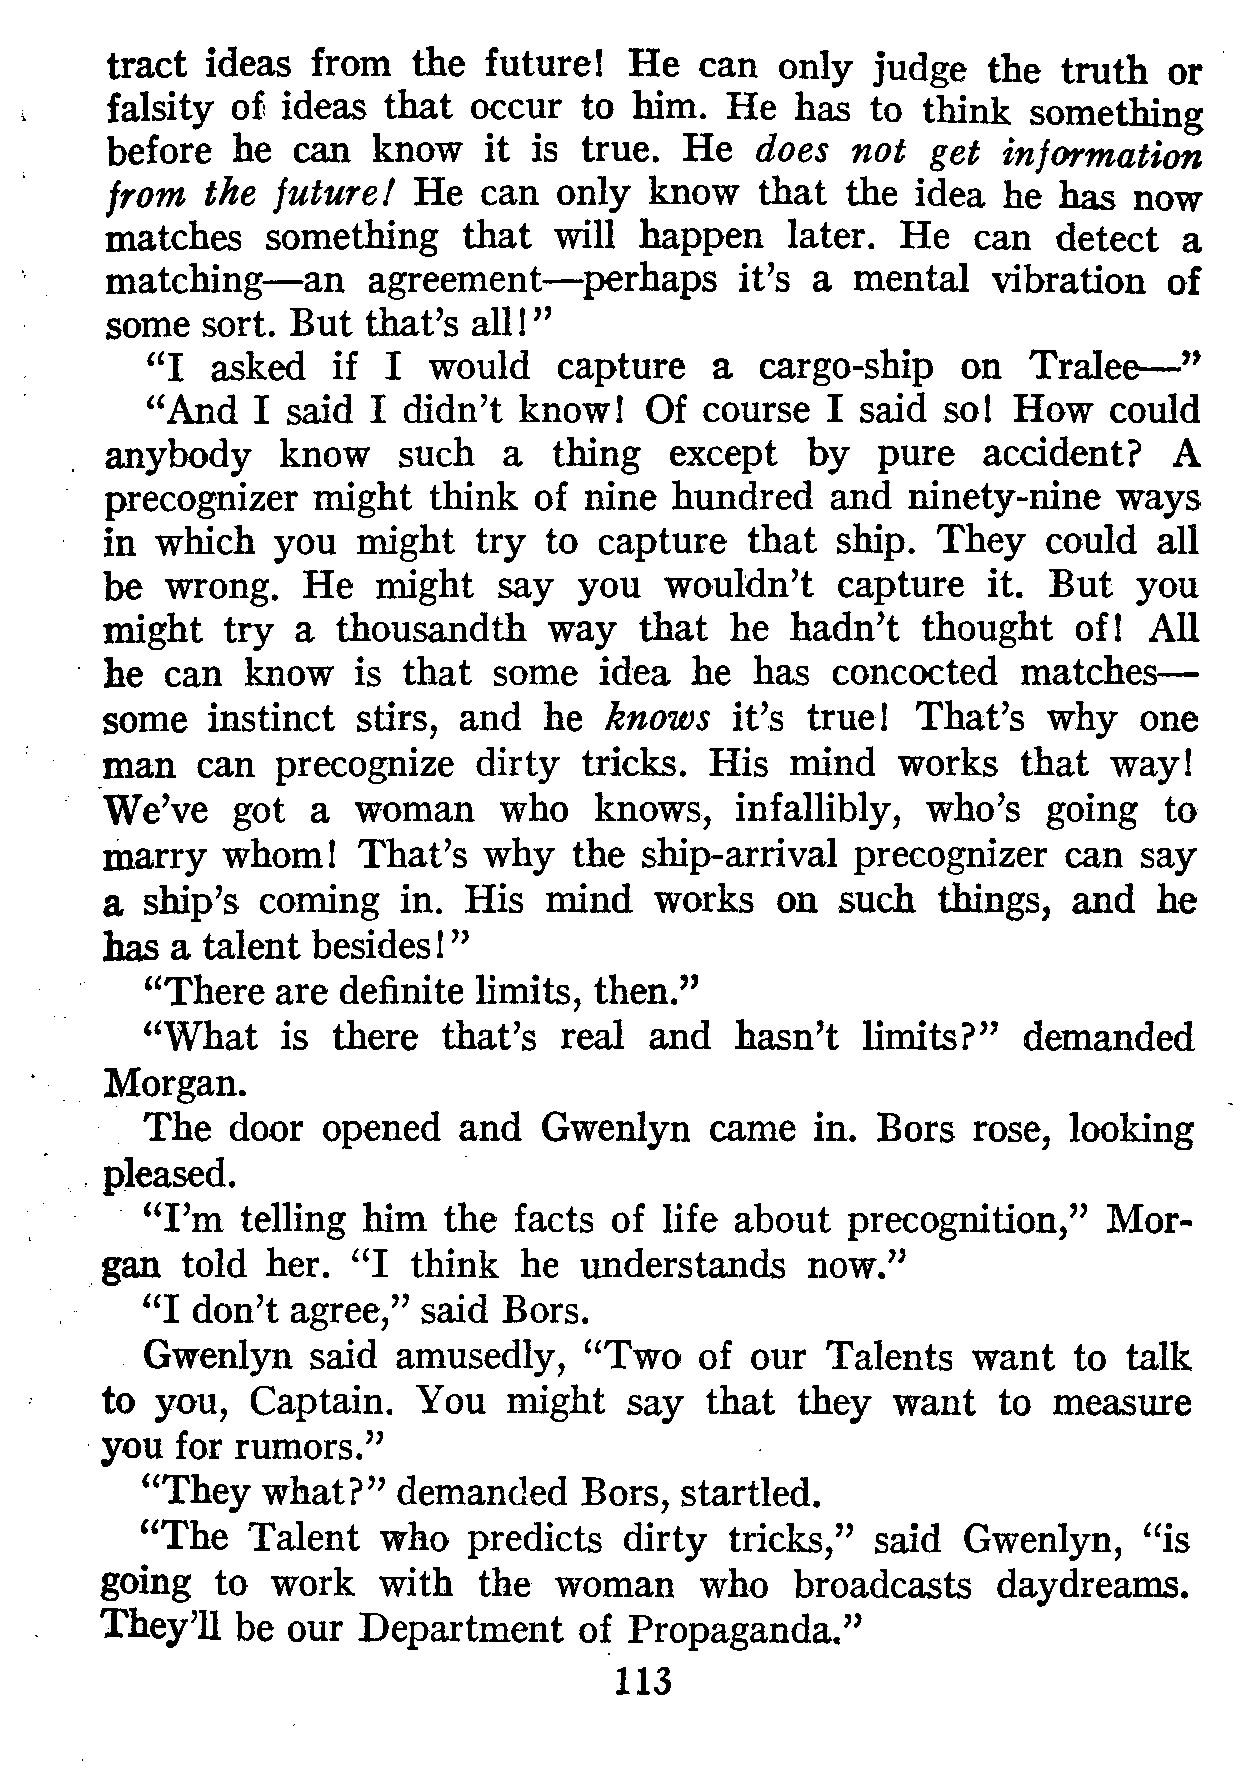 tract ideas from the future! He can only judge the truth or
falsity of ideas that occur to him. He has to think something
before he can know it is true. He does not get information
from the future! He can only know that the idea he has now
matches something that will happen later. He can detect a
matching—an agreement—perhaps it's a mental vibration of
some sort. But that's all!”
“I asked if I would capture a cargo-ship on Tralee—”
“And I said I didn't know! Of course I said so! How could
anybody know such a thing except by pure accident? A
precognizer might think of nine hundred and ninety-nine ways
in which you might try to capture that ship. They could all
be wrong. He might say you wouldn't capture it. But you
might try a thousandth way that he hadn't thought of! All
he can know is that some idea he has concocted matches—
some instinct stirs, and he knows it's true! That's why one
man can precognize dirty tricks. His mind works that way!
We've got a woman who knows, infallibly, who's going to
marry whom! That's why the ship-arrival precognizer can say
a ship's coming in. His mind works on such things, and he
has a talent besides!”
“There are definite limits, then.”
“What is there that's real and hasn't limits?” demanded
Morgan.
The door opened and Gwenlyn came in. Bors rose, looking
pleased.
“I'm telling him the facts of life about precognition,” Mor-
gan told her. “I think he understands now.”
“I don't agree,” said Bors.
Gwenlyn said amusedly, “Two of our Talents want to talk
to you, Captain. You might say that they want to measure
you for rumors.”
“They what?” demanded Bors, startled.
“The Talent who predicts dirty tricks,” said Gwenlyn, “is
going to work with the woman who broadcasts daydreams.
They'll be our Department of Propaganda.”
113